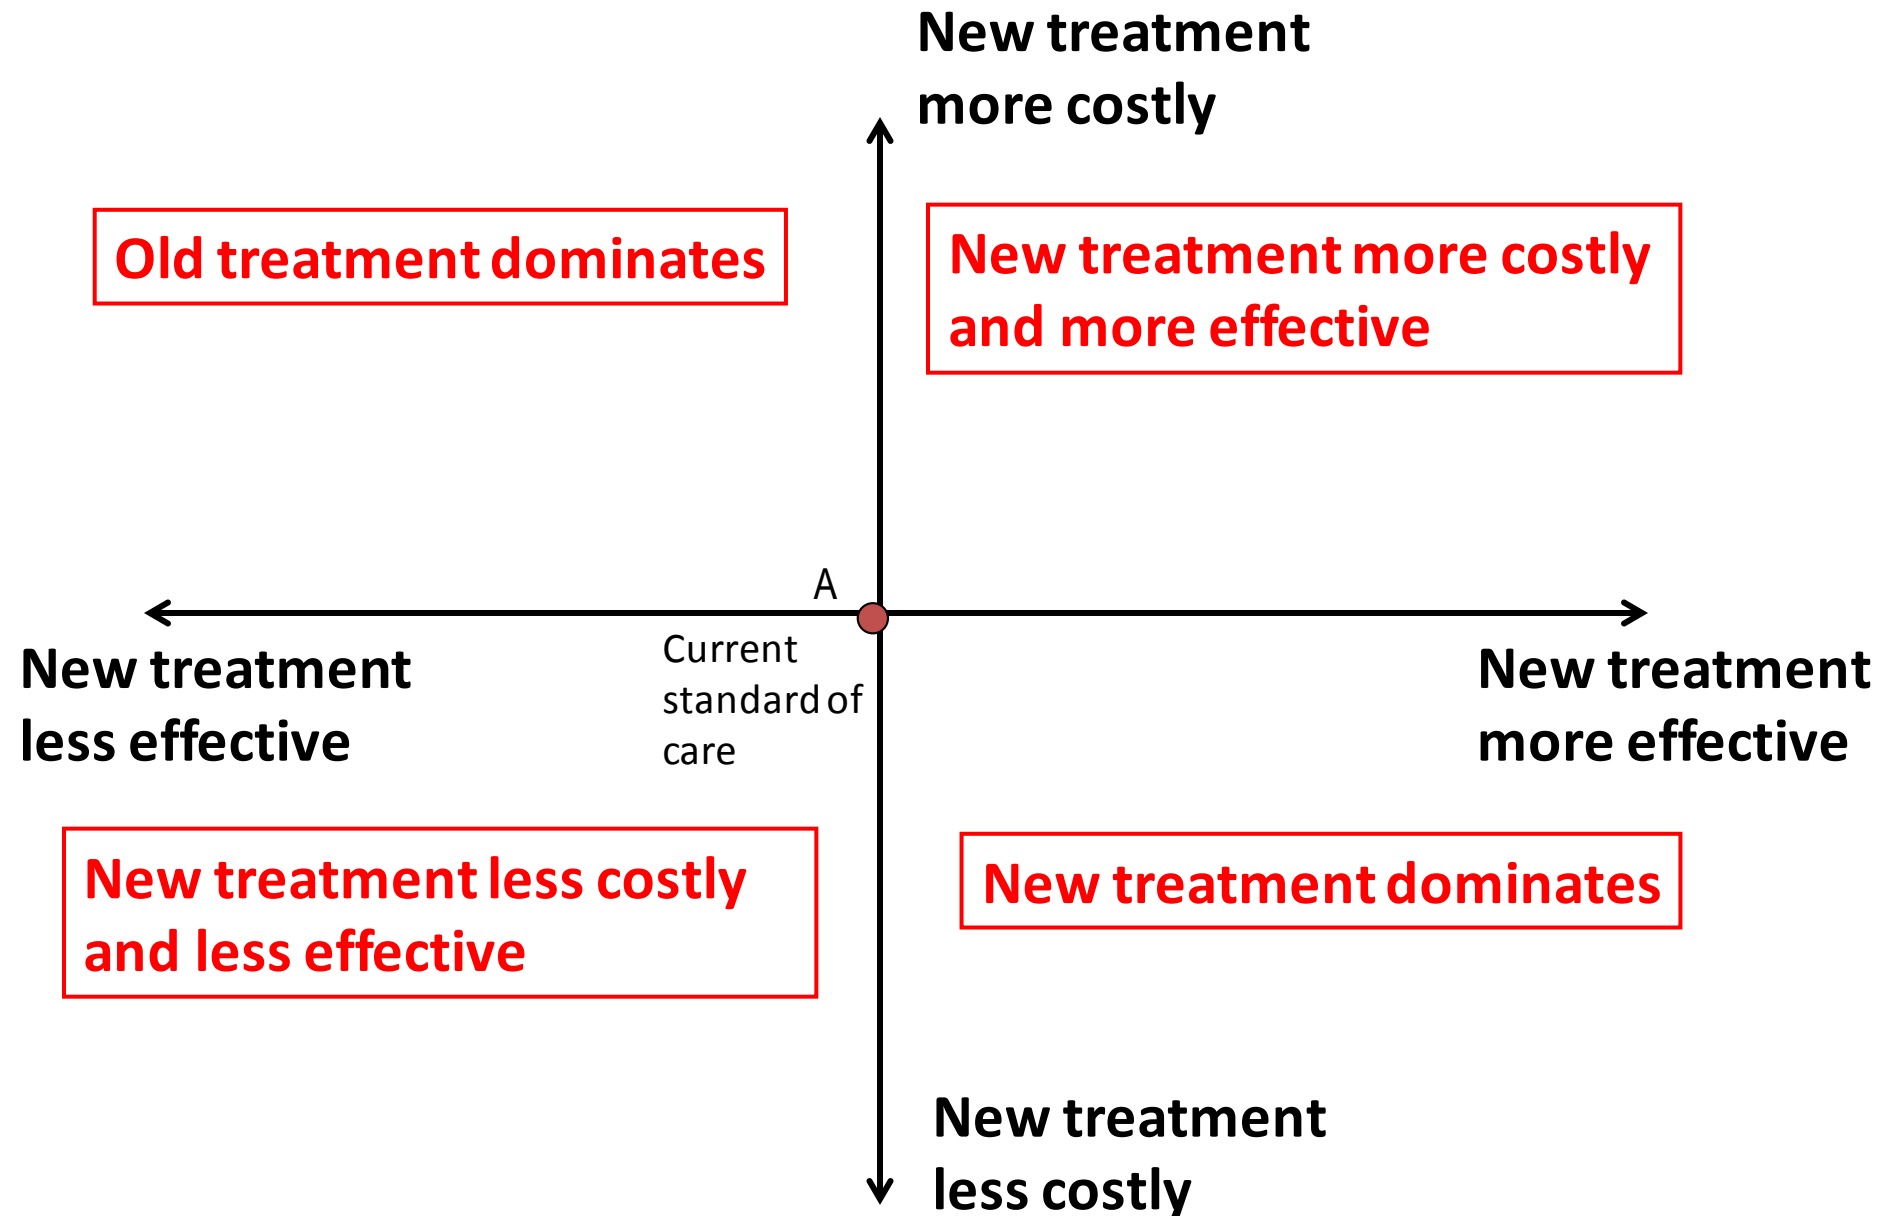 New treatment
more costly
Old treatment dominates
New treatment more costly
and more effective
A
Current
standard of
care
New treatment
less effective
New treatment
more effective
New treatment less costly
and less effective
New treatment dominates
New treatment
less costly